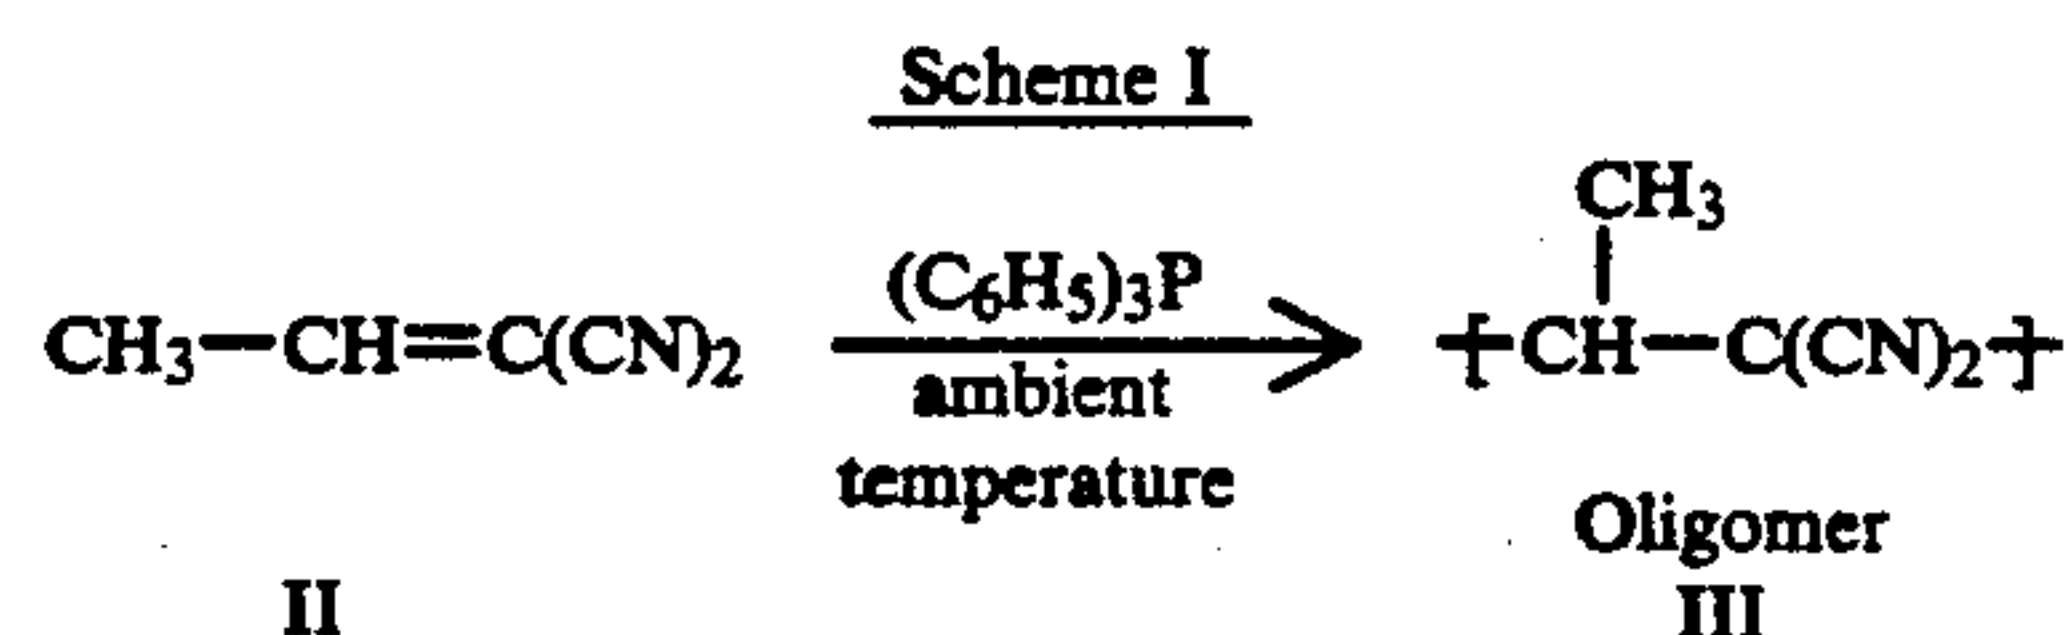 Scheme I
CH3
(C6H5)3P
CH3—CH=C(CN)2
[CH—C(CN)2]
ambient
temperature
Oligomer
II
III